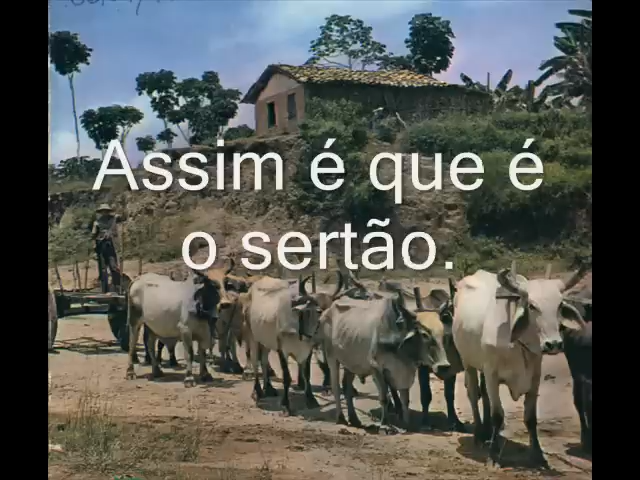 Assim é que é
o sertão.